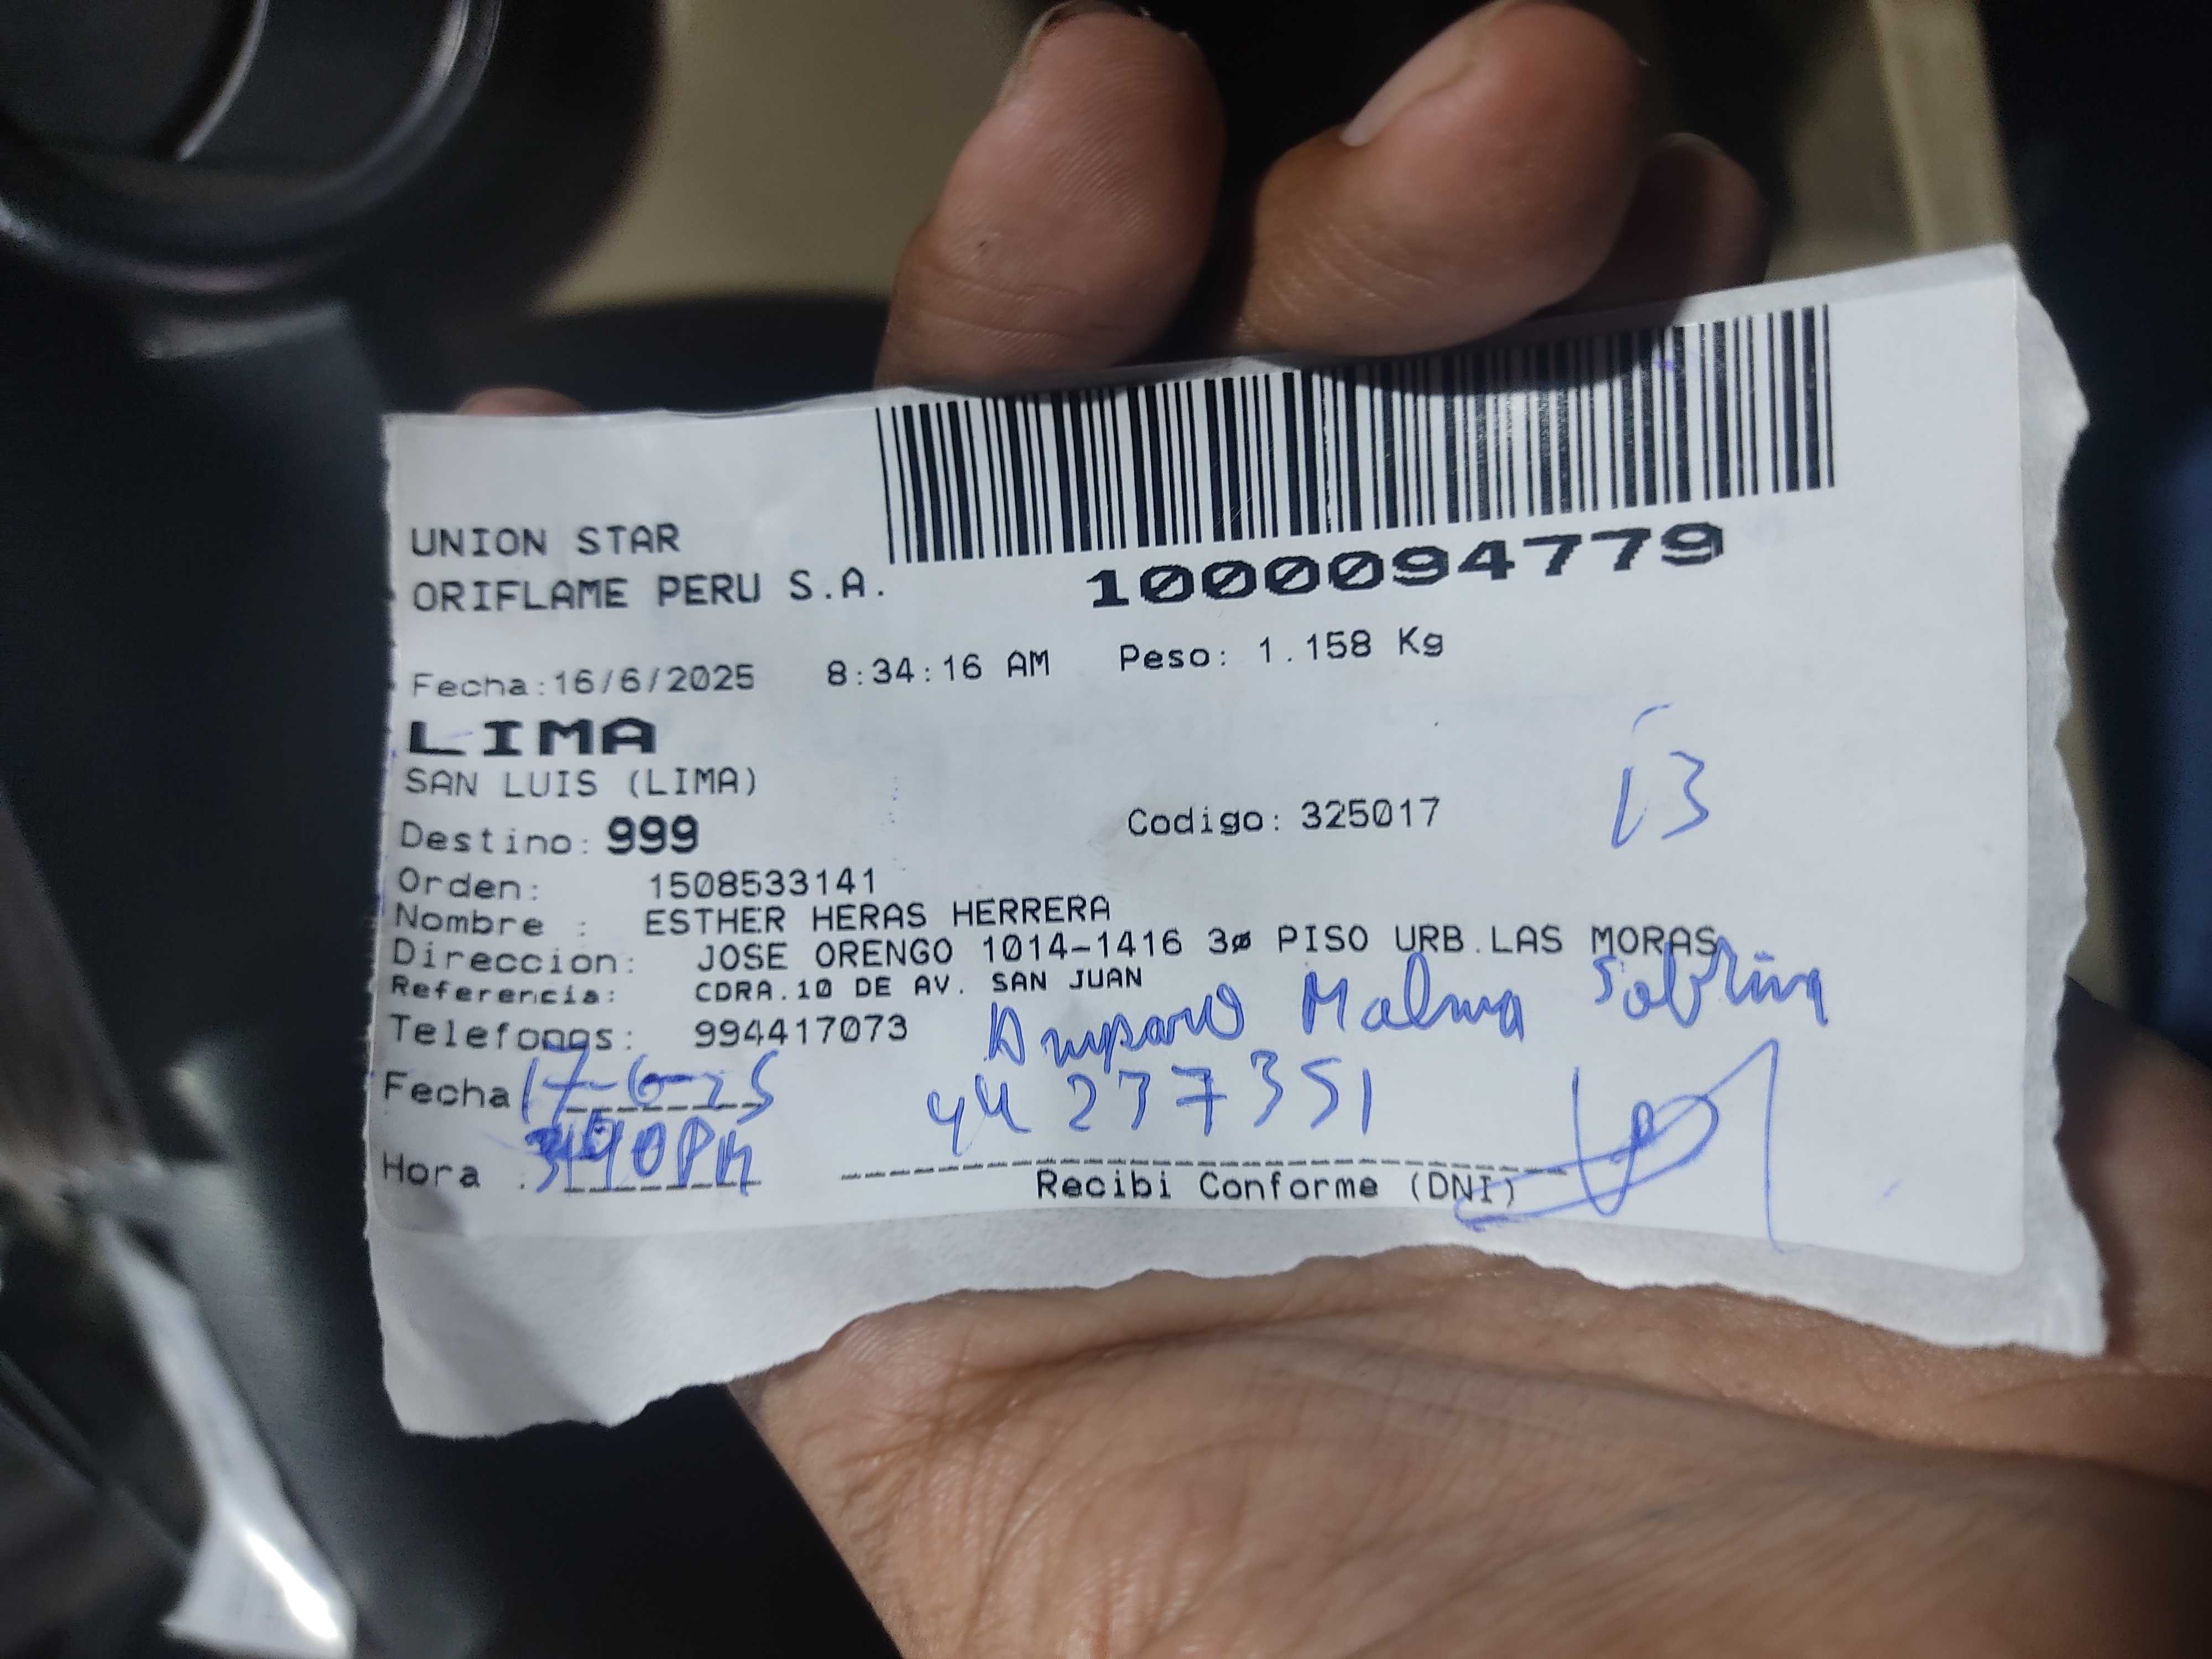 UNION STAR
ORIFLAME PERU S.A.
1000094779
Fecha:16/6/2025 8:34:16 AM Peso: 1.158 Kg
LIMA
SAN LUIS (LIMA)
13
Destino: 999 Codigo: 325017
Orden: 1508533141
Nombre : ESTHER HERAS HERRERA
Direccion: JOSE ORENGO 1014-1416 3ø PISO URB.LAS MORAS
Referencia: CDRA.10 DE AV. SAN JUAN
Telefonos: 994417073 Amparo Malma Sobrina
Fecha 17-6-25 44 237351
Hora : 3:40PM
Recibi Conforme (DNI)